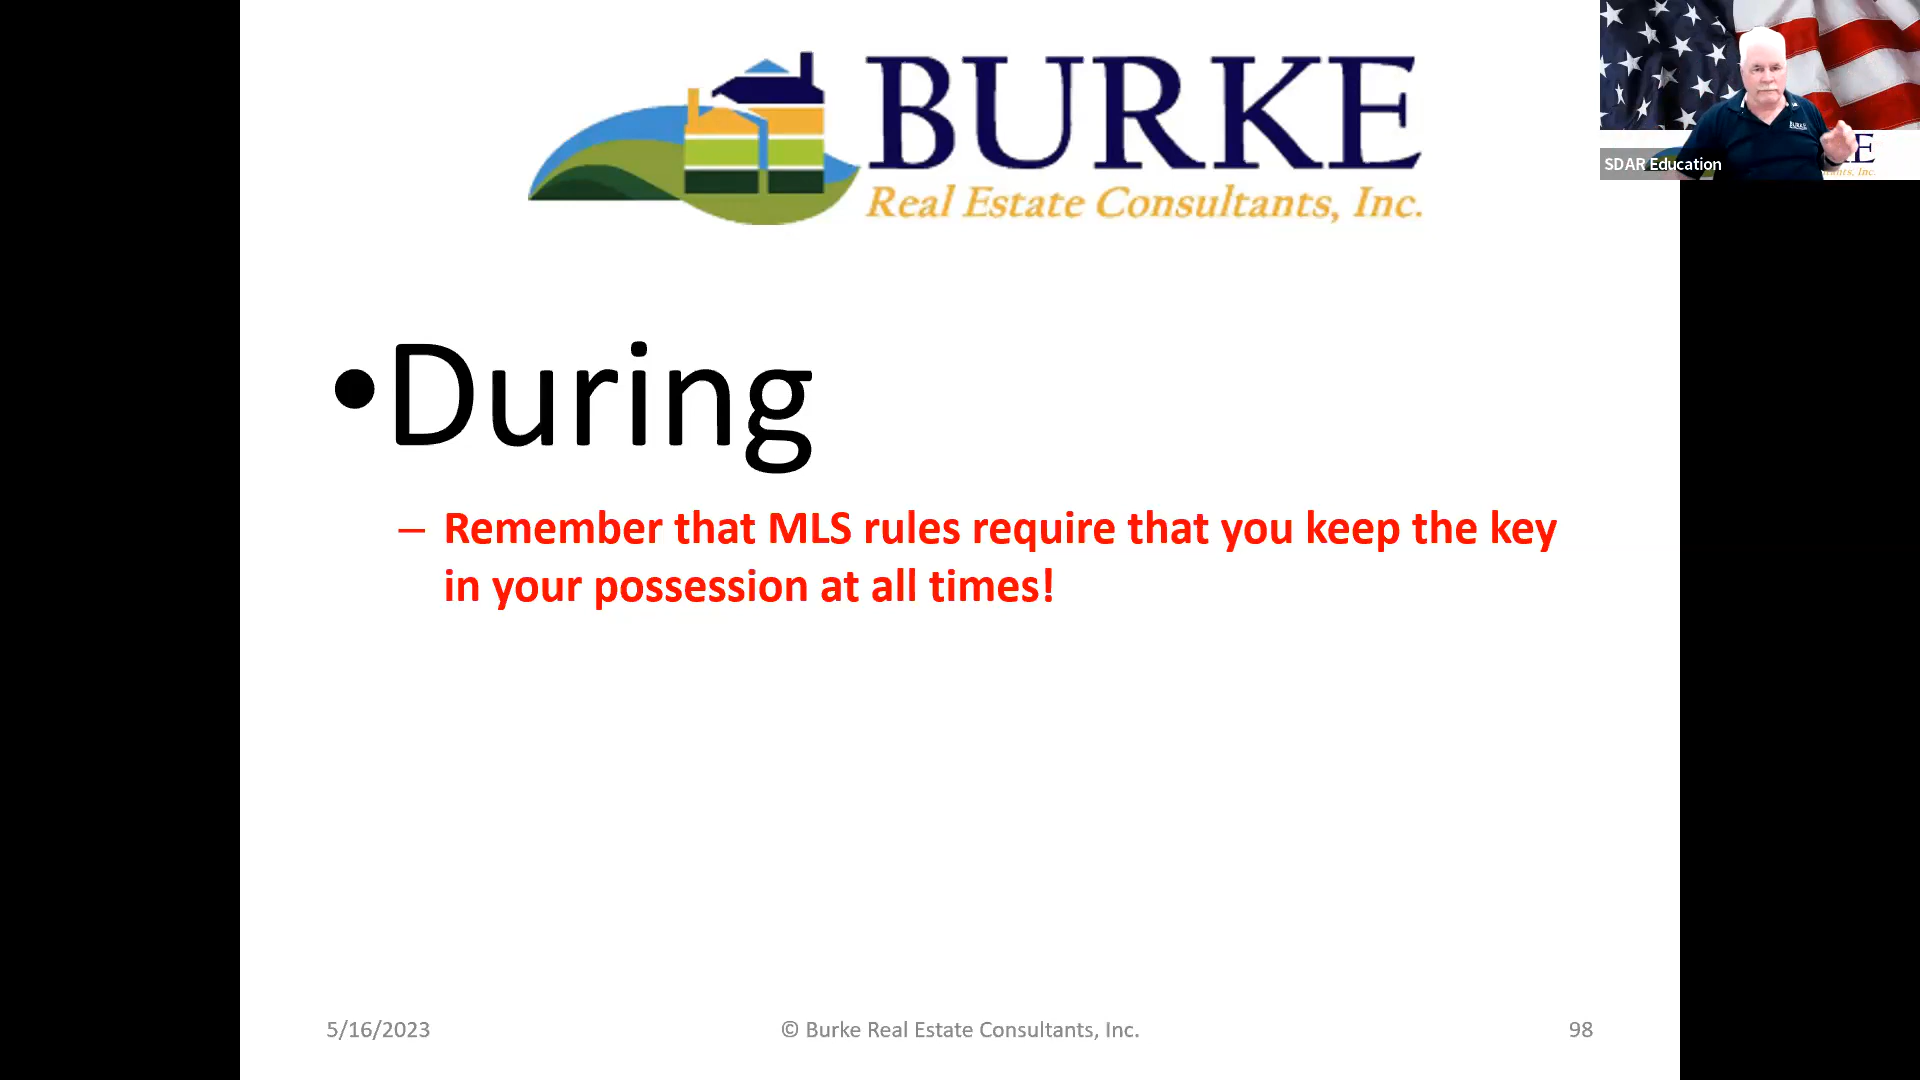 BURKE
Real Estate Consultants, Inc.
SDAR Education
•During
– Remember that MLS rules require that you keep the key
in your possession at all times!
5/16/2023
© Burke Real Estate Consultants, Inc.
98